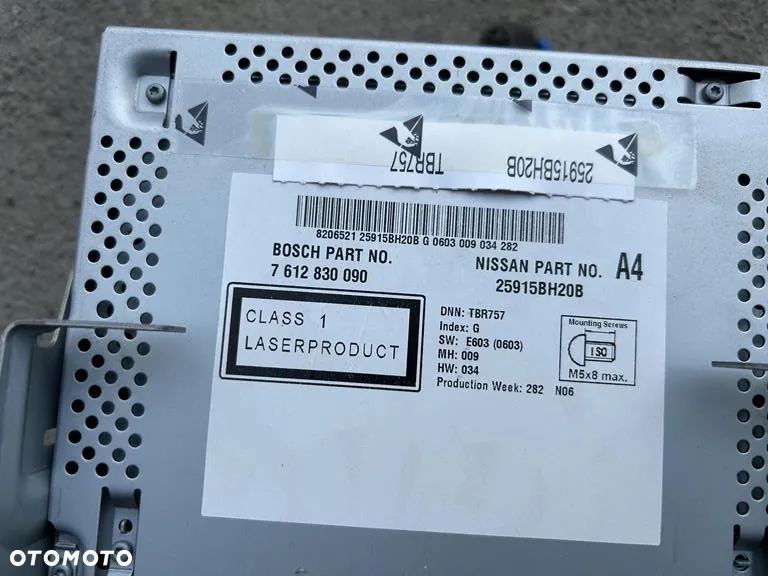 TBR757
25915BH20B
8206521 25915BH20B G 0603 009 034 282
BOSCH PART NO.
7 612 830 090
NISSAN PART NO. A4
25915BH20B
CLASS 1
LASERPRODUCT
DNN: TBR757
Index: G
SW: E603 (0603)
MH: 009
HW: 034
Production Week: 282 N06
Mounting Screws
ISO
M5x8 max.
OTOMOTO